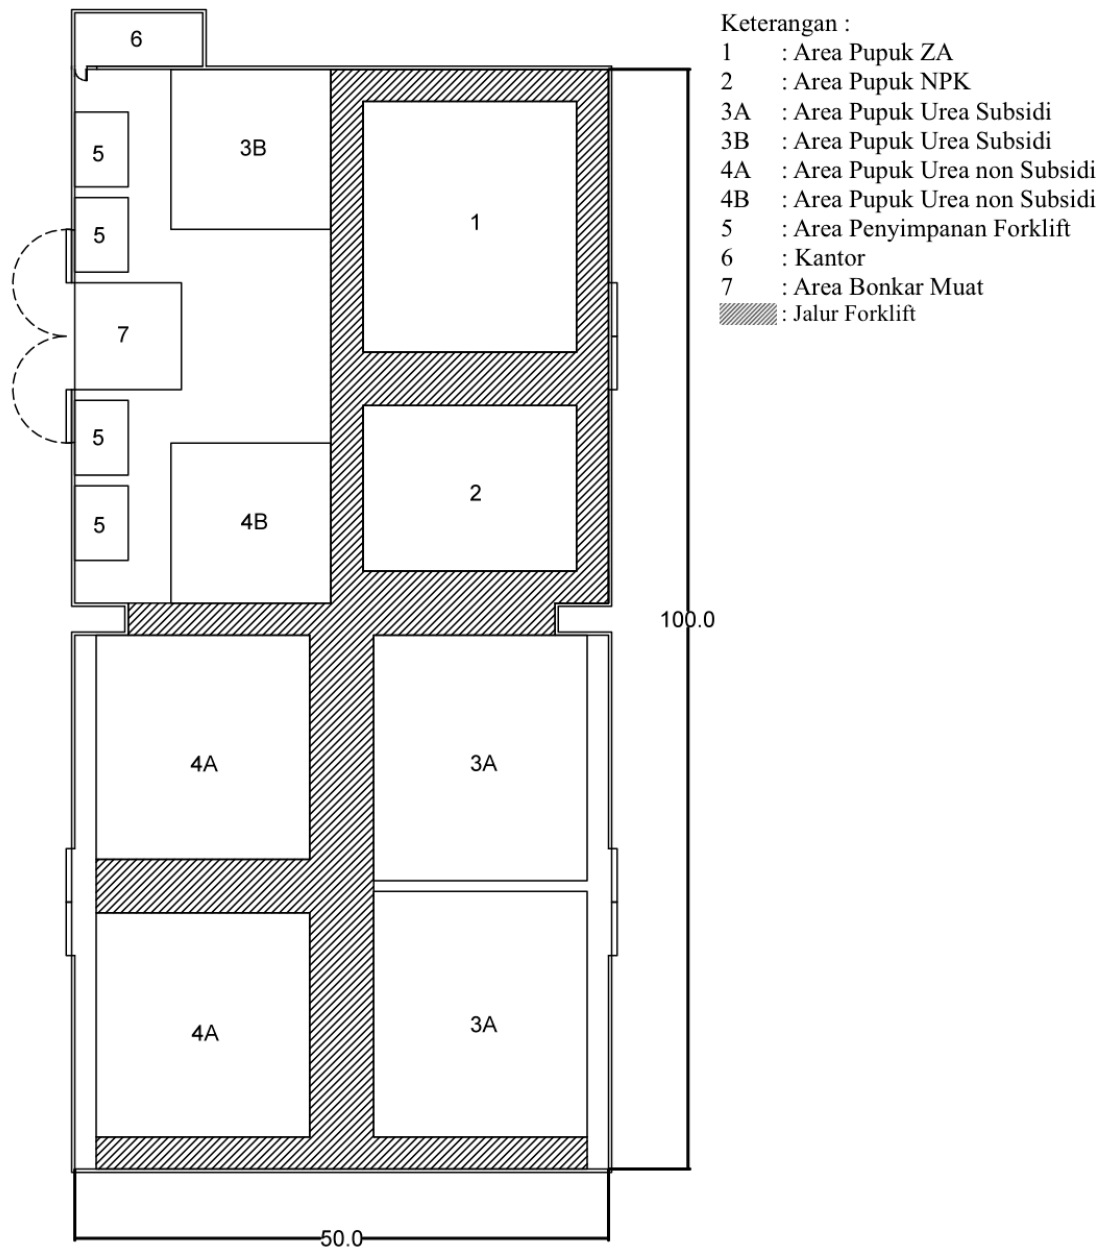 Keterangan :
1 : Area Pupuk ZA
2 : Area Pupuk NPK
3A : Area Pupuk Urea Subsidi
3B : Area Pupuk Urea Subsidi
4A : Area Pupuk Urea non Subsidi
4B : Area Pupuk Urea non Subsidi
5 : Area Penyimpanan Forklift
6 : Kantor
7 : Area Bonkar Muat
: Jalur Forklift
6
5
3B
5
1
7
5
2
5
4B
100.0
4A
3A
4A
3A
50.0